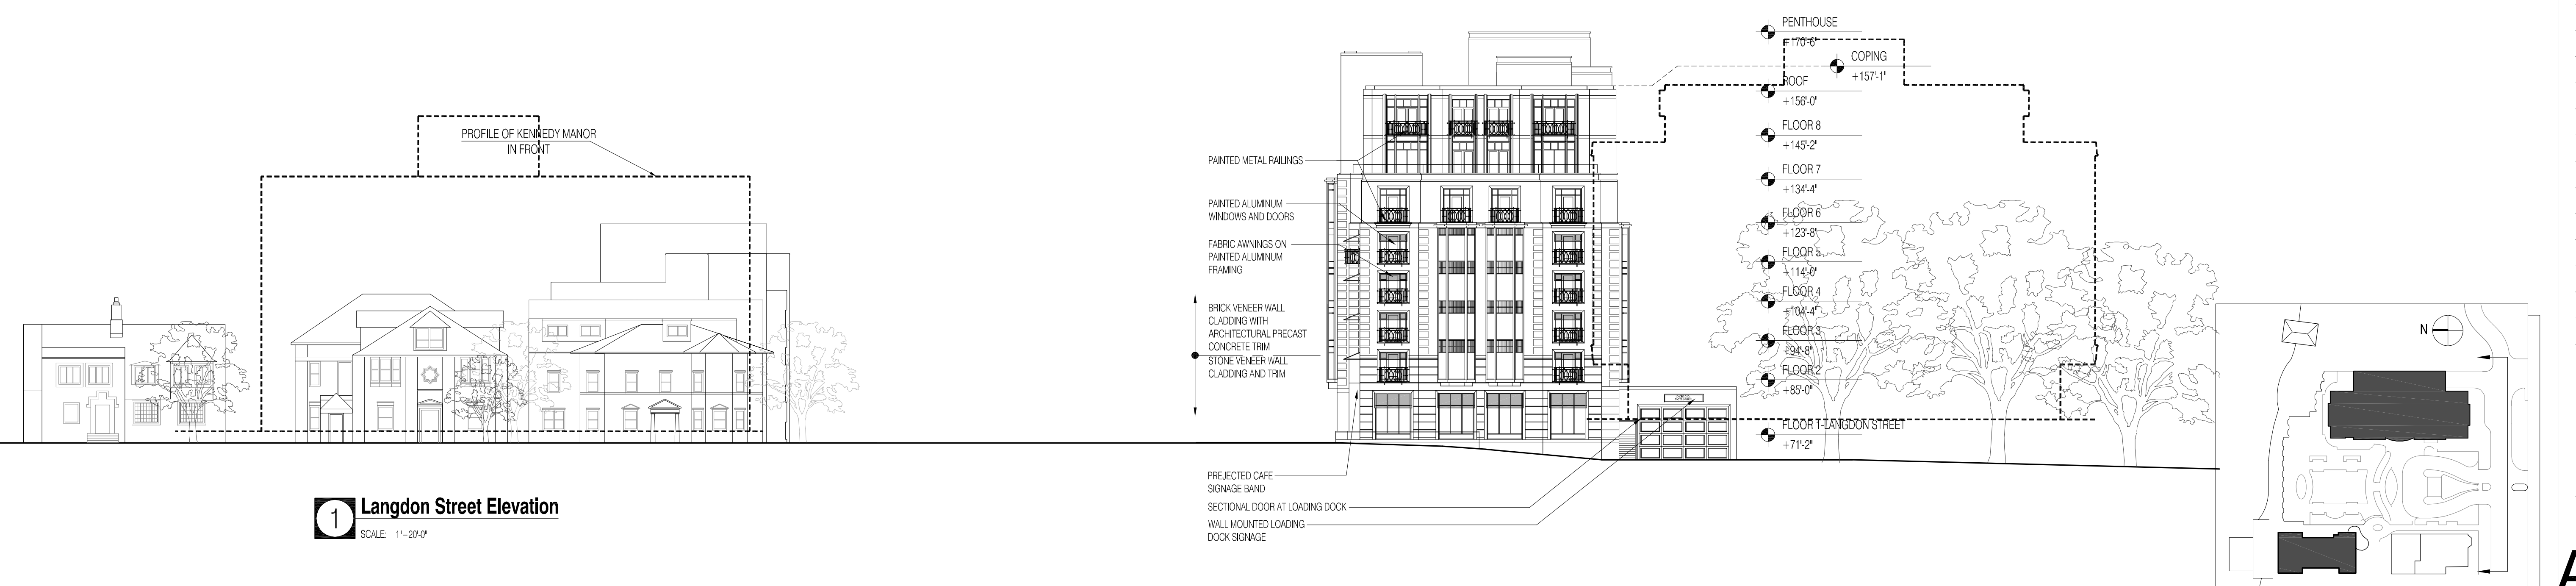 PROFILE OF KENNEDY MANOR
IN FRONT
1
Langdon Street Elevation
SCALE: 1"=20'-0"
PAINTED METAL RAILINGS
PAINTED ALUMINUM
WINDOWS AND DOORS
FABRIC AWNINGS ON
PAINTED ALUMINUM
FRAMING
BRICK VENEER WALL
CLADDING WITH
ARCHITECTURAL PRECAST
CONCRETE TRIM
STONE VENEER WALL
CLADDING AND TRIM
PREJECTED CAFE
SIGNAGE BAND
SECTIONAL DOOR AT LOADING DOCK
WALL MOUNTED LOADING
DOCK SIGNAGE
PENTHOUSE
+170'-6"
COPING
+157'-1"
ROOF
+156'-0"
FLOOR 8
+145'-2"
FLOOR 7
+134'-4"
FLOOR 6
+123'-8"
FLOOR 5
+114'-0"
FLOOR 4
+104'-4"
FLOOR 3
+94'-8"
FLOOR 2
+85'-0"
FLOOR 1-LANGDON STREET
+71'-2"
N